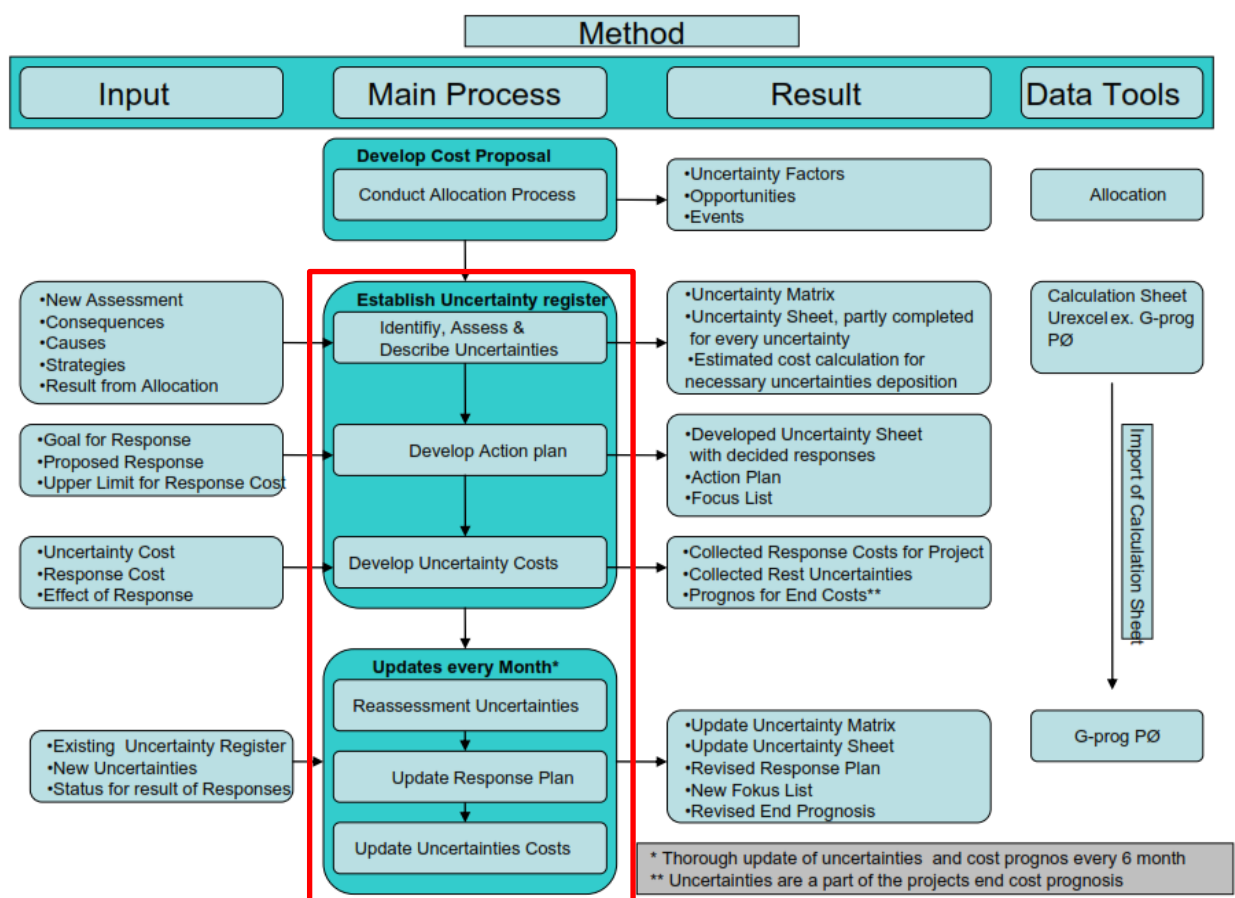 Method
Input
Main Process
Result
Data Tools
Develop Cost Proposal
Conduct Allocation Process
•Uncertainty Factors
•Opportunities
•Events
Allocation
•New Assessment
•Consequences
•Causes
•Strategies
•Result from Allocation
Establish Uncertainty register
Identifiy, Assess &
Describe Uncertainties
•Uncertainty Matrix
•Uncertainty Sheet, partly completed
for every uncertainty
•Estimated cost calculation for
necessary uncertainties deposition
Calculation Sheet
Urexcel ex. G-prog
PØ
•Goal for Response
•Proposed Response
•Upper Limit for Response Cost
Develop Action plan
•Developed Uncertainty Sheet
with decided responses
•Action Plan
•Focus List
Import of Calculation Sheet
•Uncertainty Cost
•Response Cost
•Effect of Response
Develop Uncertainty Costs
•Collected Response Costs for Project
•Collected Rest Uncertainties
•Prognos for End Costs**
Updates every Month*
Reassessment Uncertainties
Update Response Plan
Update Uncertainties Costs
•Existing Uncertainty Register
•New Uncertainties
•Status for result of Responses
•Update Uncertainty Matrix
•Update Uncertainty Sheet
•Revised Response Plan
•New Fokus List
•Revised End Prognosis
G-prog PØ
* Thorough update of uncertainties and cost prognos every 6 month
** Uncertainties are a part of the projects end cost prognosis